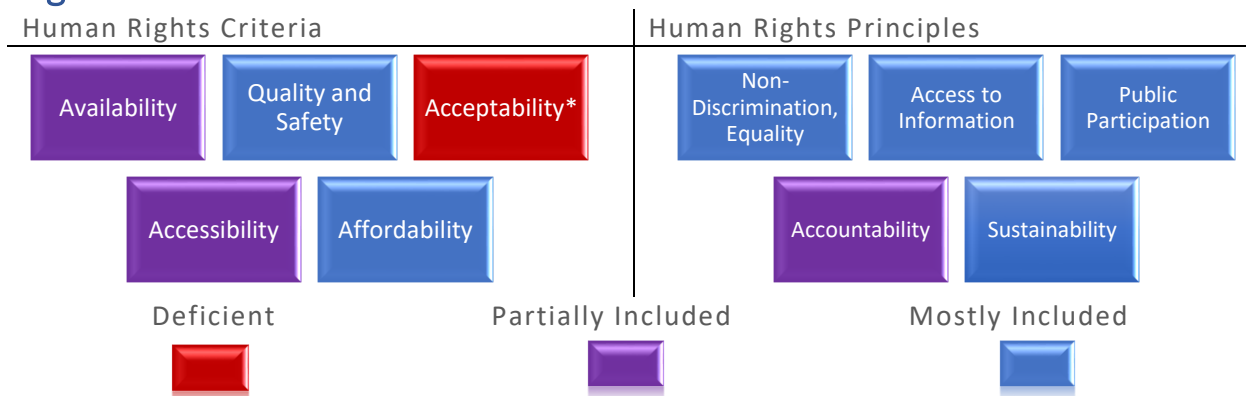 Human Rights Criteria
Human Rights Principles
Availability
Quality and
Safety
Acceptability*
Non-
Discrimination,
Equality
Access to
Information
Public
Participation
Accessibility
Affordability
Accountability
Sustainability
Deficient
Partially Included
Mostly Included